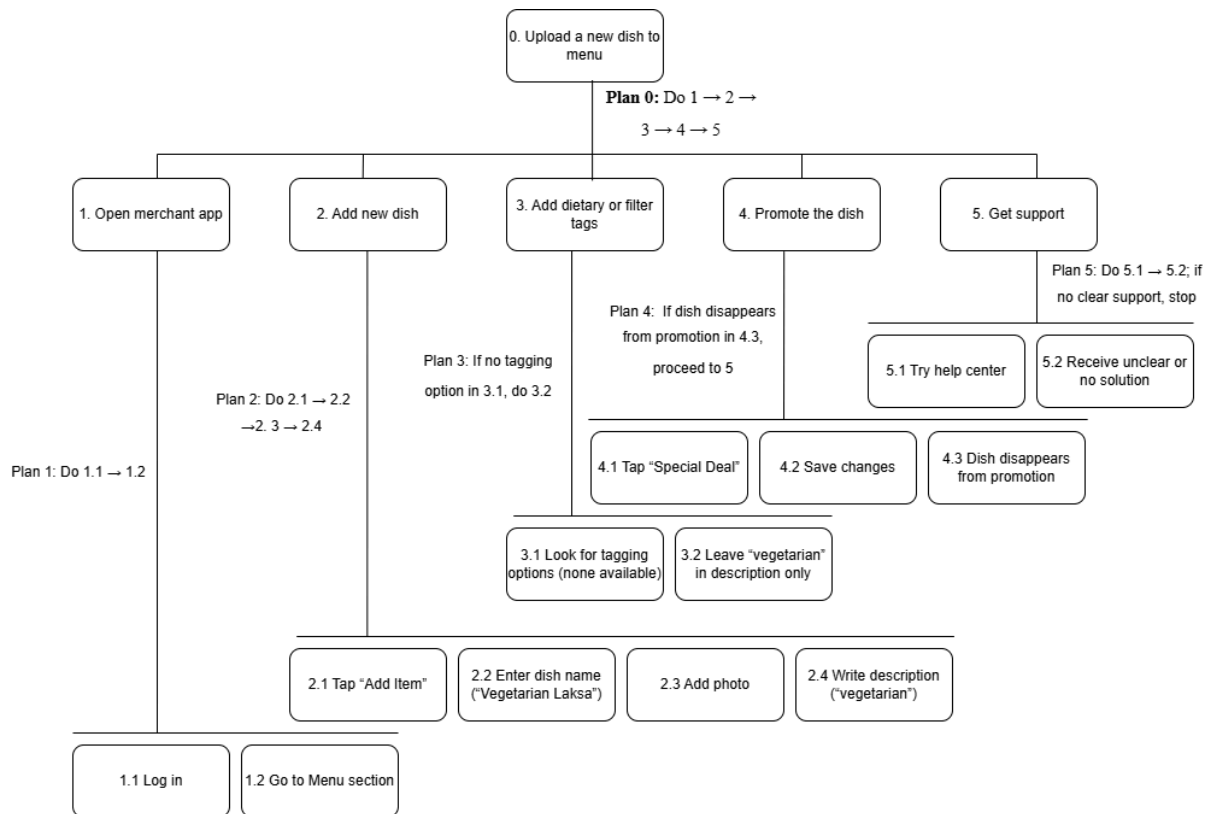 0. Upload a new dish to
menu
Plan 0: Do 1 → 2 →
3 → 4 → 5
1. Open merchant app
2. Add new dish
3. Add dietary or filter
tags
4. Promote the dish
5. Get support
Plan 5: Do 5.1 → 5.2; if
no clear support, stop
Plan 4: If dish disappears
from promotion in 4.3,
proceed to 5
Plan 3: If no tagging
option in 3.1, do 3.2
Plan 2: Do 2.1 → 2.2
→2. 3 → 2.4
Plan 1: Do 1.1 → 1.2
5.1 Try help center
5.2 Receive unclear or
no solution
4.1 Tap “Special Deal”
4.2 Save changes
4.3 Dish disappears
from promotion
3.1 Look for tagging
options (none available)
3.2 Leave “vegetarian”
in description only
2.1 Tap “Add Item”
2.2 Enter dish name
(“Vegetarian Laksa”)
2.3 Add photo
2.4 Write description
(“vegetarian”)
1.1 Log in
1.2 Go to Menu section